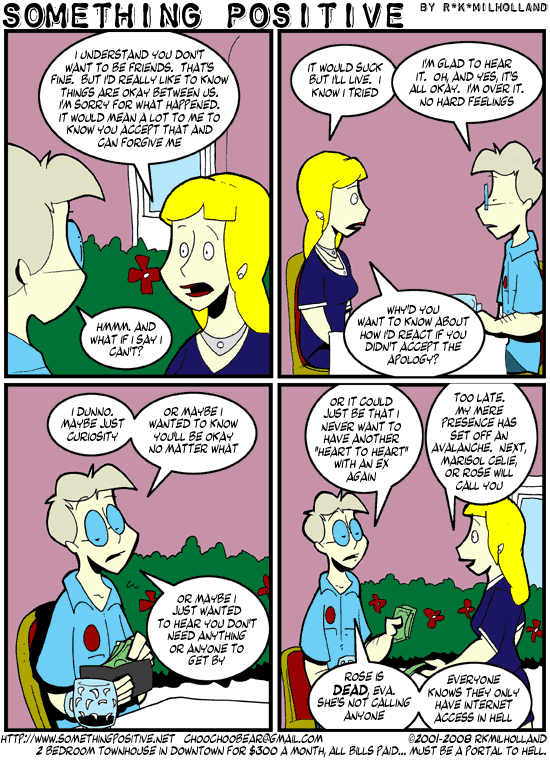 SOMETHING POSITIVE BY R*K*MILHOLLAND
I UNDERSTAND YOU DON'T
WANT TO BE FRIENDS. THAT'S
FINE. BUT I'D REALLY LIKE TO KNOW
THINGS ARE OKAY BETWEEN US.
I'M SORRY FOR WHAT HAPPENED.
IT WOULD MEAN A LOT TO ME TO
KNOW YOU ACCEPT THAT AND
CAN FORGIVE ME
HMMM. AND
WHAT IF I SAY I
CAN'T?
IT WOULD SUCK
BUT I'LL LIVE. I
KNOW I TRIED
I'M GLAD TO HEAR
IT. OH, AND YES, IT'S
ALL OKAY. I'M OVER IT.
NO HARD FEELINGS
WHY'D YOU
WANT TO KNOW ABOUT
HOW I'D REACT IF YOU
DIDN'T ACCEPT THE
APOLOGY?
I DUNNO.
MAYBE JUST
CURIOSITY
OR MAYBE I
WANTED TO KNOW
YOU'LL BE OKAY
NO MATTER WHAT
OR MAYBE I
JUST WANTED
TO HEAR YOU DON'T
NEED ANYTHING
OR ANYONE TO
GET BY
OR IT COULD
JUST BE THAT I
NEVER WANT TO
HAVE ANOTHER
"HEART TO HEART"
WITH AN EX
AGAIN
TOO LATE.
MY MERE
PRESENCE HAS
SET OFF AN
AVALANCHE. NEXT,
MARISOL CELIE,
OR ROSE WILL
CALL YOU
ROSE IS
DEAD, EVA.
SHE'S NOT CALLING
ANYONE
EVERYONE
KNOWS THEY ONLY
HAVE INTERNET
ACCESS IN HELL
HTTP://WWW.SOMETHINGPOSITIVE.NET CHOOCHOOBEAR@GMAIL.COM ©2001-2008 RKMILHOLLAND
2 BEDROOM TOWNHOUSE IN DOWNTOWN FOR $300 A MONTH, ALL BILLS PAID... MUST BE A PORTAL TO HELL.